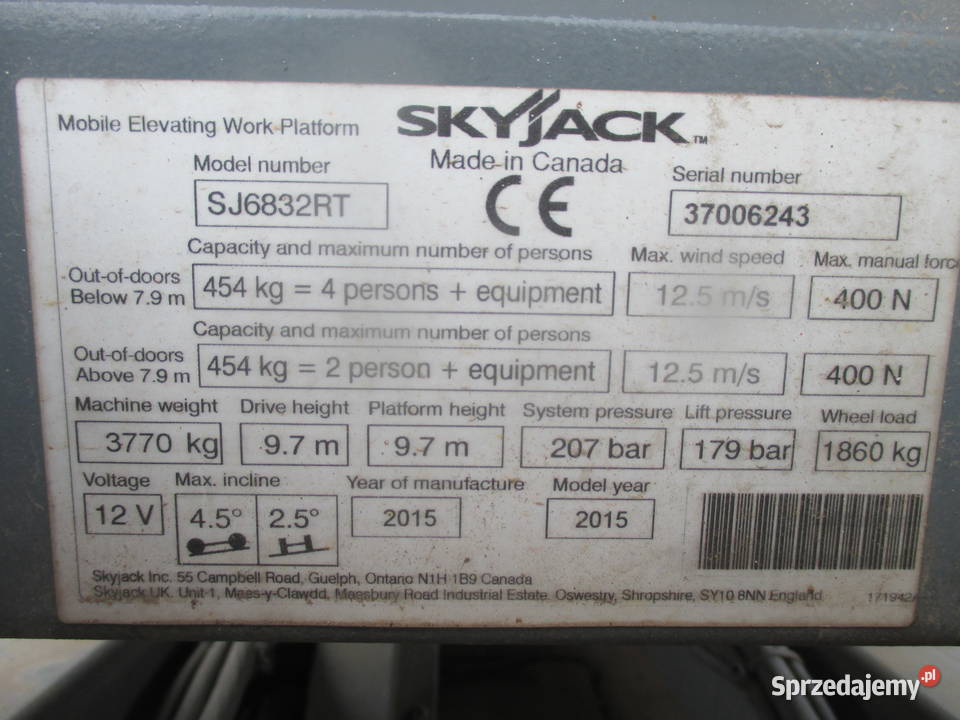 Mobile Elevating Work Platform
SKYJACK™
Made in Canada
CE
Model number
SJ6832RT
Serial number
37006243
Capacity and maximum number of persons
Max. wind speed
Max. manual forc
Out-of-doors
Below 7.9 m
454 kg = 4 persons + equipment
12.5 m/s
400 N
Capacity and maximum number of persons
Out-of-doors
Above 7.9 m
454 kg = 2 person + equipment
12.5 m/s
400 N
Machine weight
Drive height
Platform height
System pressure
Lift pressure
Wheel load
3770 kg
9.7 m
9.7 m
207 bar
179 bar
1860 kg
Voltage
Max. incline
Year of manufacture
Model year
12 V
4.5°
2.5°
2015
2015
Skyjack Inc. 55 Campbell Road, Guelph, Ontario N1H 1B9 Canada
Skyjack UK. Unit 1, Maes-y-Clawdd, Maesbury Road Industrial Estate. Oswestry, Shropshire, SY10 8NN England
171942A
Sprzedajemy.pl